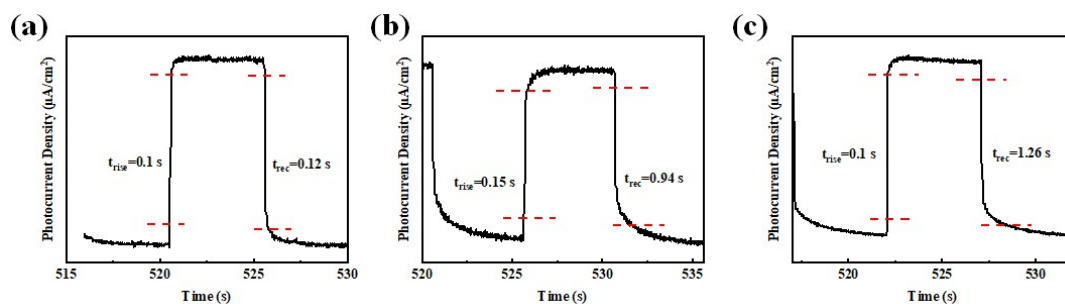 (a)
Photocurrent Density (μA/cm²)
t_rise=0.1 s
t_rec=0.12 s
515 520 525 530
Time (s)
(b)
Photocurrent Density (μA/cm²)
t_rise=0.15 s
t_rec=0.94 s
520 525 530 535
Time (s)
(c)
Photocurrent Density (μA/cm²)
t_rise=0.1 s
t_rec=1.26 s
520 525 530
Time (s)